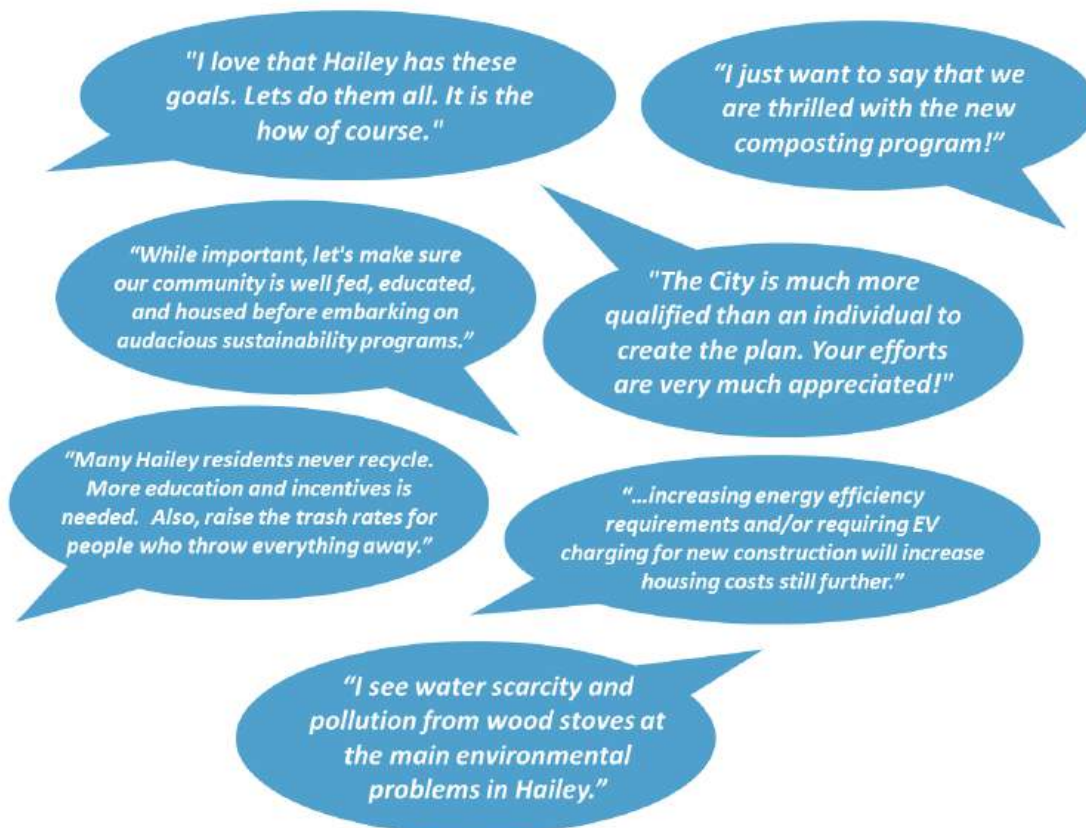 "I love that Hailey has these
goals. Lets do them all. It is the
how of course."
“I just want to say that we
are thrilled with the new
composting program!”
“While important, let's make sure
our community is well fed, educated,
and housed before embarking on
audacious sustainability programs.”
"The City is much more
qualified than an individual to
create the plan. Your efforts
are very much appreciated!"
“Many Hailey residents never recycle.
More education and incentives is
needed.  Also, raise the trash rates for
people who throw everything away.”
“...increasing energy efficiency
requirements and/or requiring EV
charging for new construction will increase
housing costs still further.”
“I see water scarcity and
pollution from wood stoves at
the main environmental
problems in Hailey.”